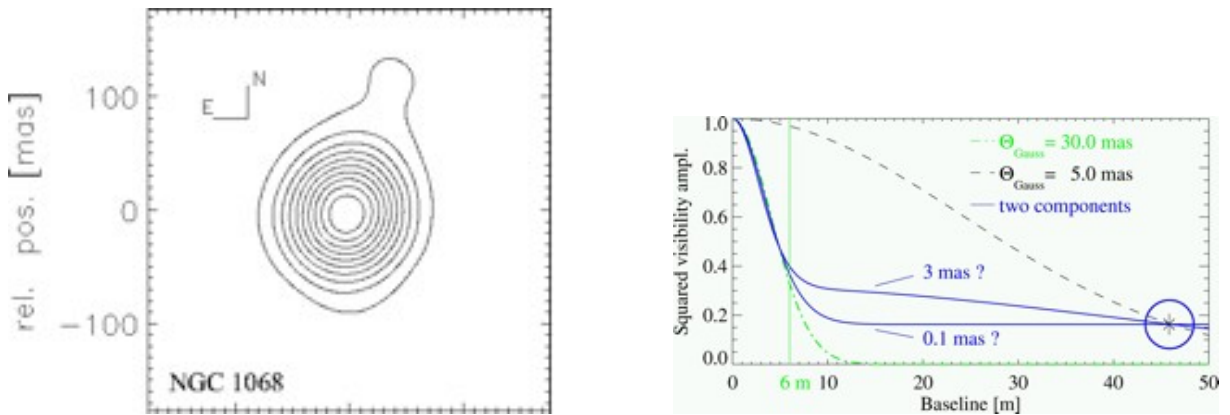 rel. pos. [mas]
100
0
−100
E
N
NGC 1068
Squared visibility ampl.
1.0
0.8
0.6
0.4
0.2
0.0
Θ_Gauss = 30.0 mas
Θ_Gauss = 5.0 mas
two components
3 mas ?
0.1 mas ?
0
6 m
10
20
30
40
50
Baseline [m]